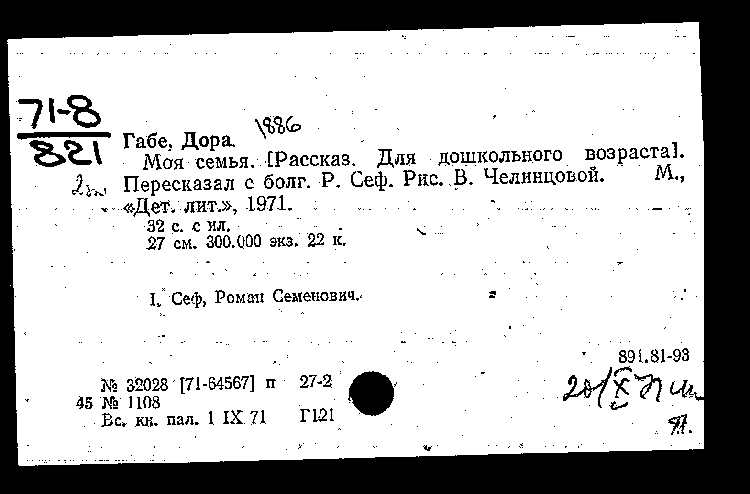 71-8
821
Габе, Дора. 1886
Моя семья. [Рассказ. Для дошкольного возраста].
Пересказал с болг. Р. Сеф. Рис. В. Челинцовой. М.,
«Дет. лит.», 1971.
32 с. с ил.
27 см. 300.000 экз. 22 к.
I. Сеф, Роман Семенович.
891.81-93
№ 32028 [71-64567] п 27-2
45 № 1108
Вс. кн. пал. 1 IX 71 Г121